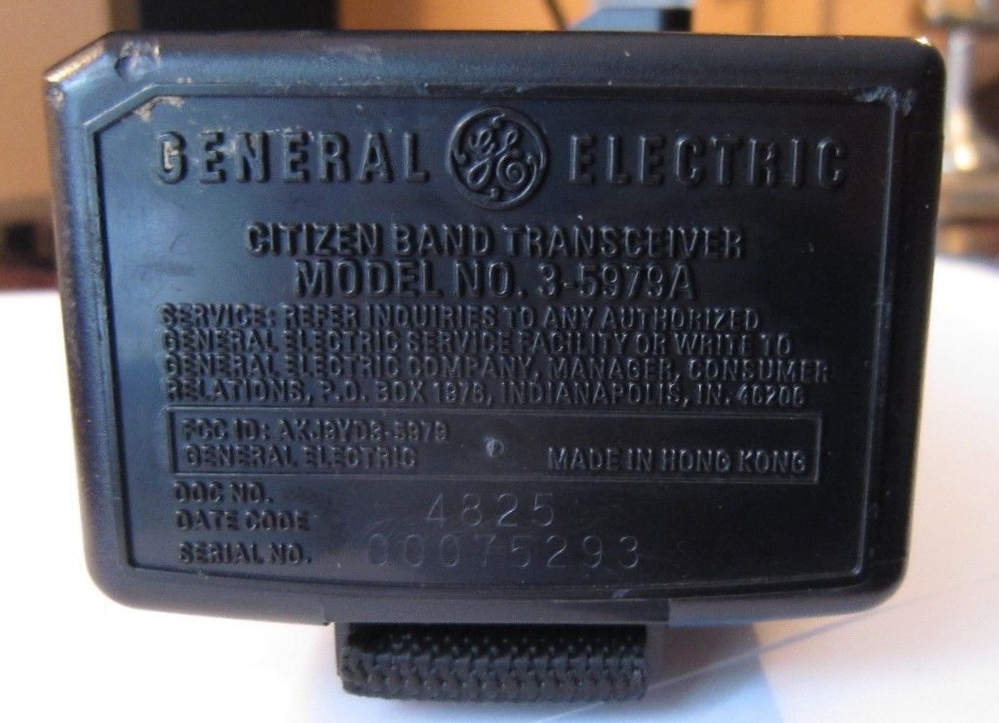 GENERAL GE ELECTRIC
CITIZEN BAND TRANSCEIVER
MODEL NO. 3-5979A
SERVICE: REFER INQUIRIES TO ANY AUTHORIZED
GENERAL ELECTRIC SERVICE FACILITY OR WRITE TO
GENERAL ELECTRIC COMPANY, MANAGER, CONSUMER
RELATIONS, P.O. BOX 1976, INDIANAPOLIS, IN. 46206
FCC ID: AKJ9YD3-5979
GENERAL ELECTRIC MADE IN HONG KONG
DOC NO.
DATE CODE 4825
SERIAL NO. 00075293